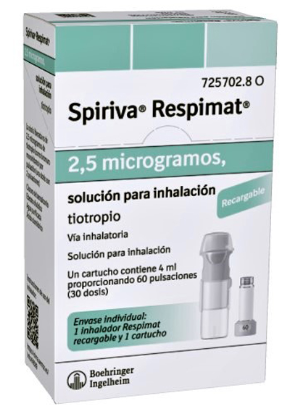 725702.8 O
Spiriva® Respimat®
2,5 microgramos,
solución para inhalación
Recargable
tiotropio
Vía inhalatoria
Solución para inhalación
Un cartucho contiene 4 ml
proporcionando 60 pulsaciones
(30 dosis)
Envase individual:
1 inhalador Respimat
recargable y 1 cartucho
Boehringer
Ingelheim